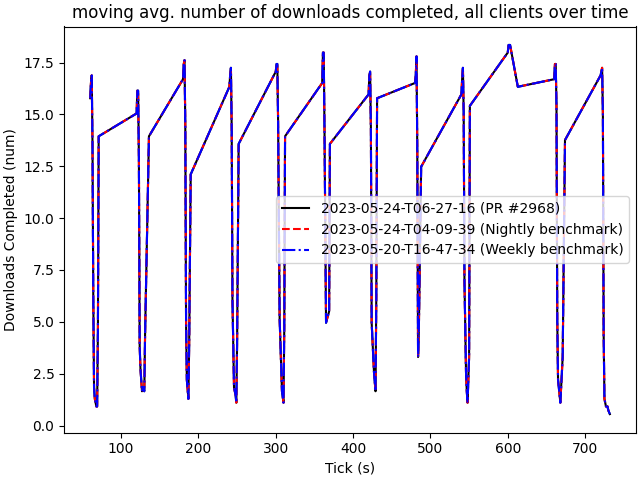 moving avg. number of downloads completed, all clients over time
Downloads Completed (num)
17.5
15.0
12.5
10.0
7.5
5.0
2.5
0.0
2023-05-24-T06-27-16 (PR #2968)
2023-05-24-T04-09-39 (Nightly benchmark)
2023-05-20-T16-47-34 (Weekly benchmark)
100 200 300 400 500 600 700
Tick (s)